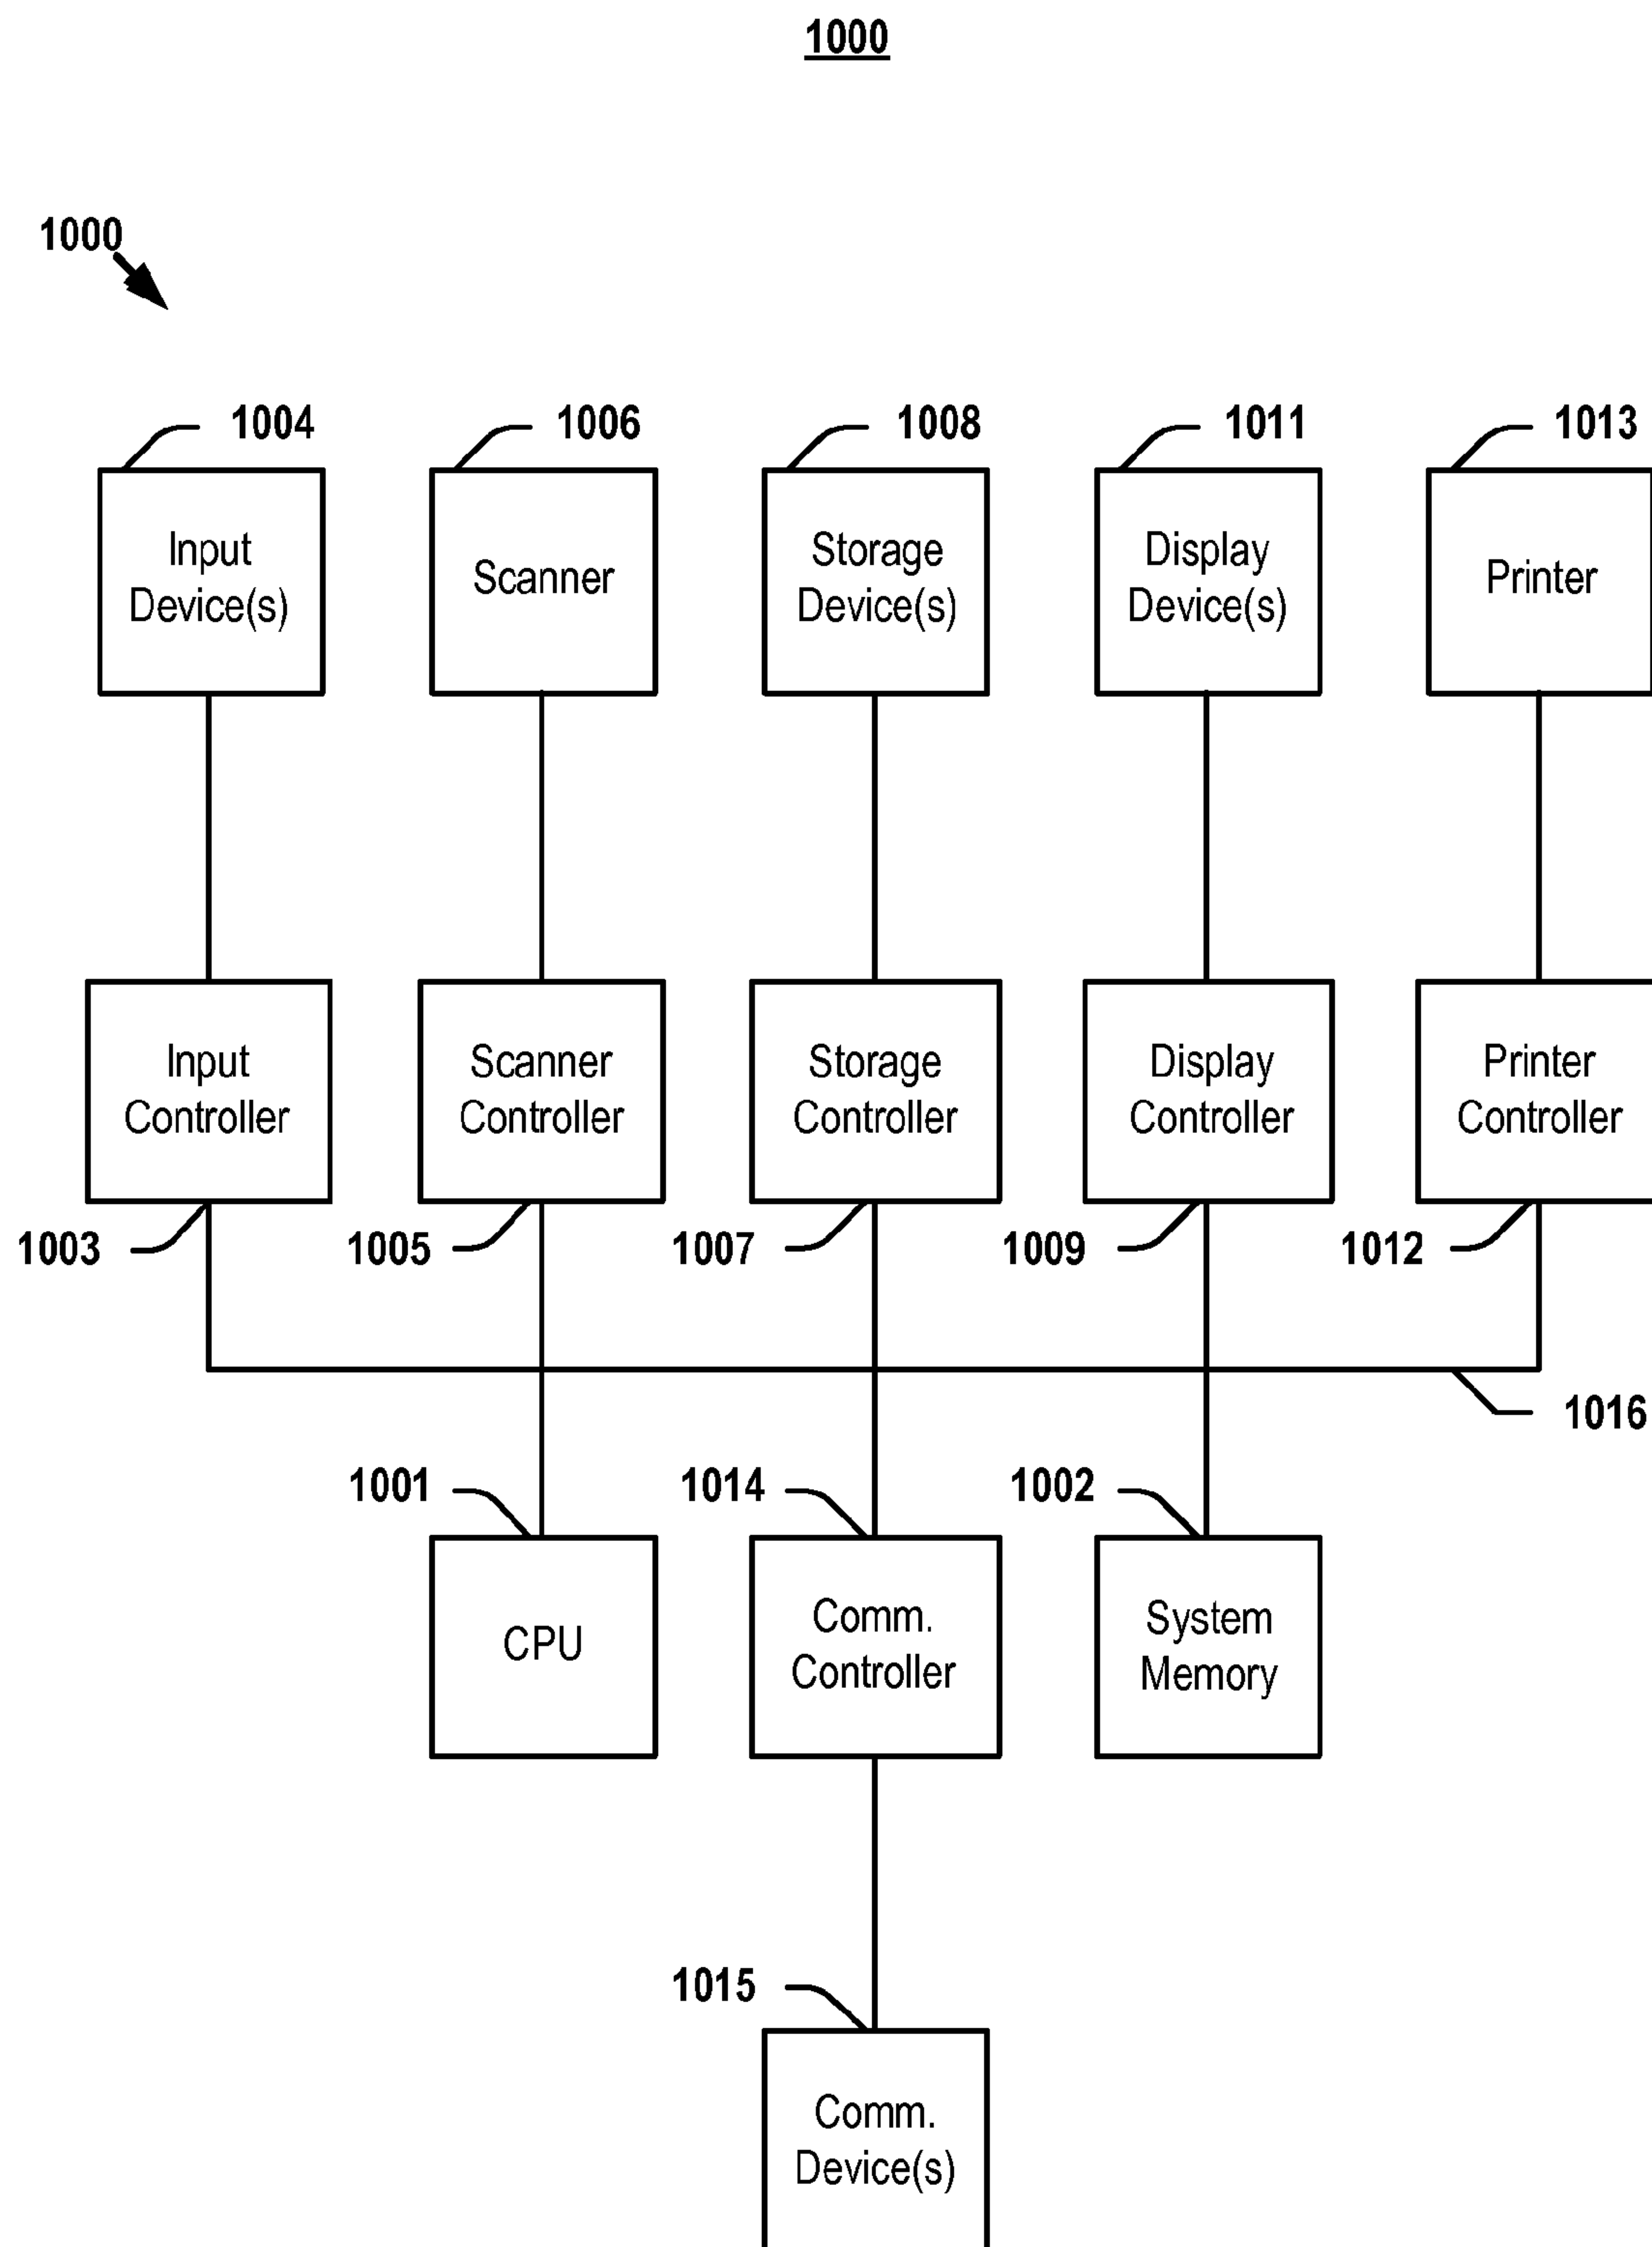 1000
1000
1004
1006
1008
1011
1013
Input
Device(s)
Scanner
Storage
Device(s)
Display
Device(s)
Printer
Input
Controller
Scanner
Controller
Storage
Controller
Display
Controller
Printer
Controller
1003
1005
1007
1009
1012
1016
1001
1014
1002
CPU
Comm.
Controller
System
Memory
1015
Comm.
Device(s)